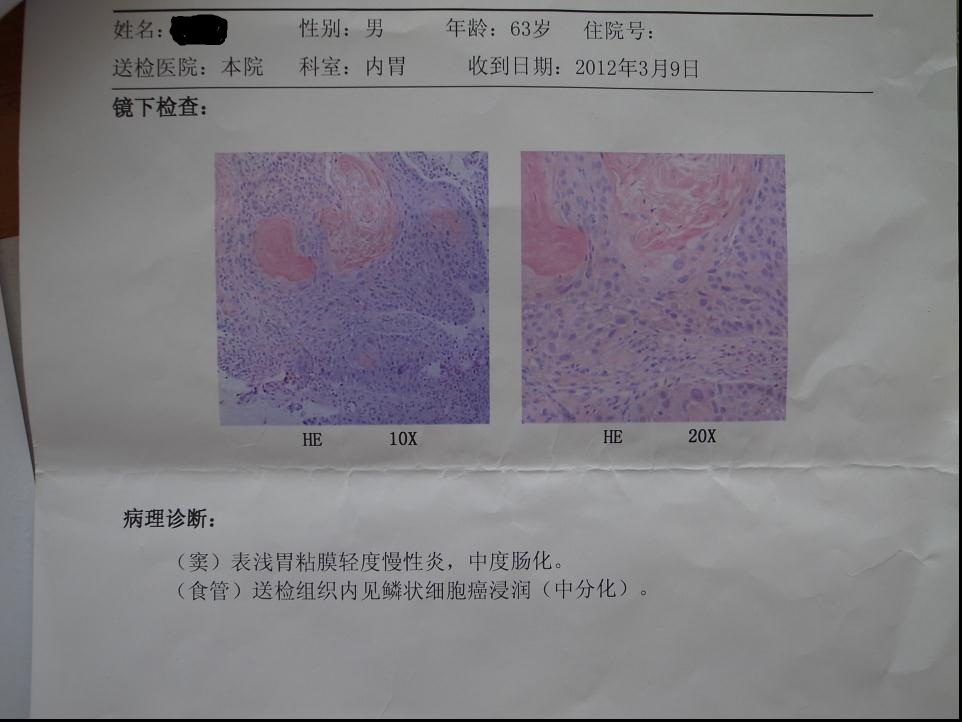 姓名： 性别：男 年龄：63岁 住院号：
送检医院：本院 科室：内胃 收到日期：2012年3月9日
镜下检查：
HE 10X HE 20X
病理诊断：
（窦）表浅胃粘膜轻度慢性炎，中度肠化。
（食管）送检组织内见鳞状细胞癌浸润（中分化）。